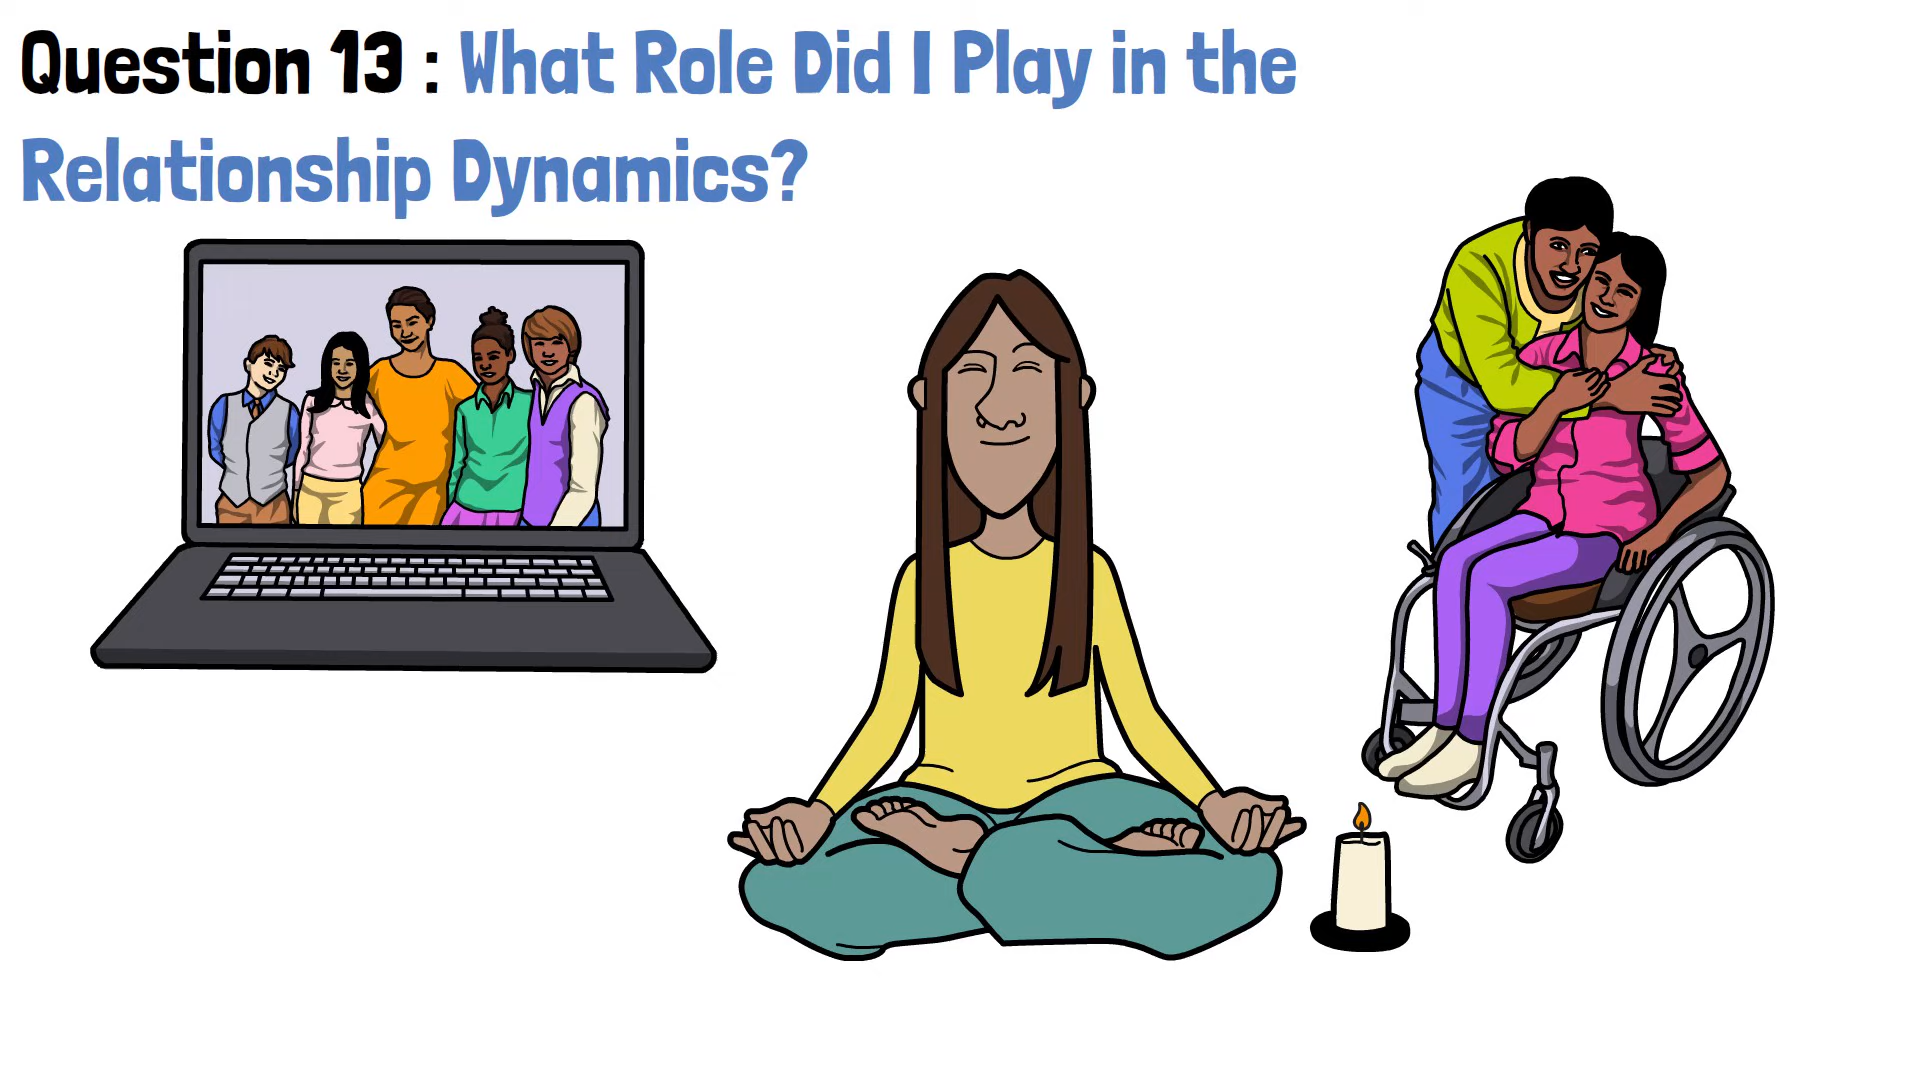 Question 13 : What Role Did I Play in the
Relationship Dynamics?